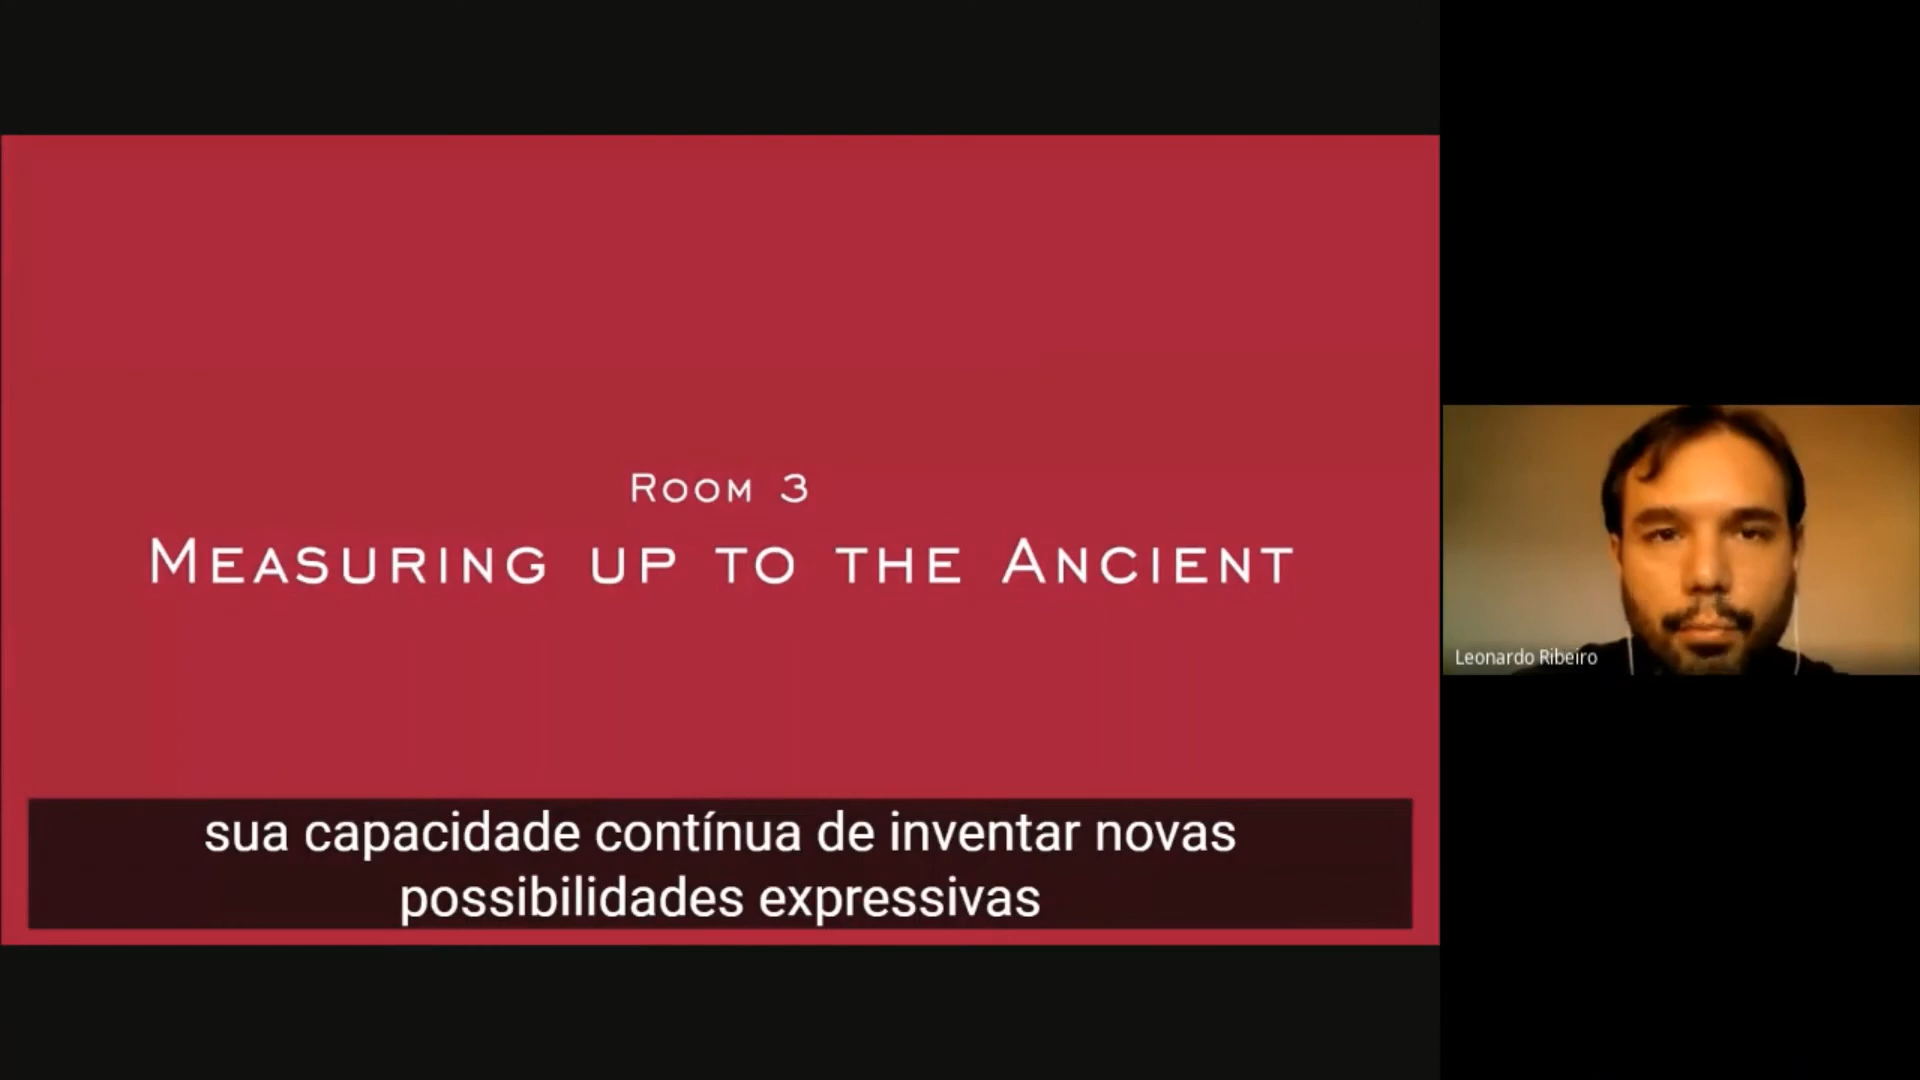 Room 3
Measuring up to the Ancient
sua capacidade contínua de inventar novas
possibilidades expressivas
Leonardo Ribeiro